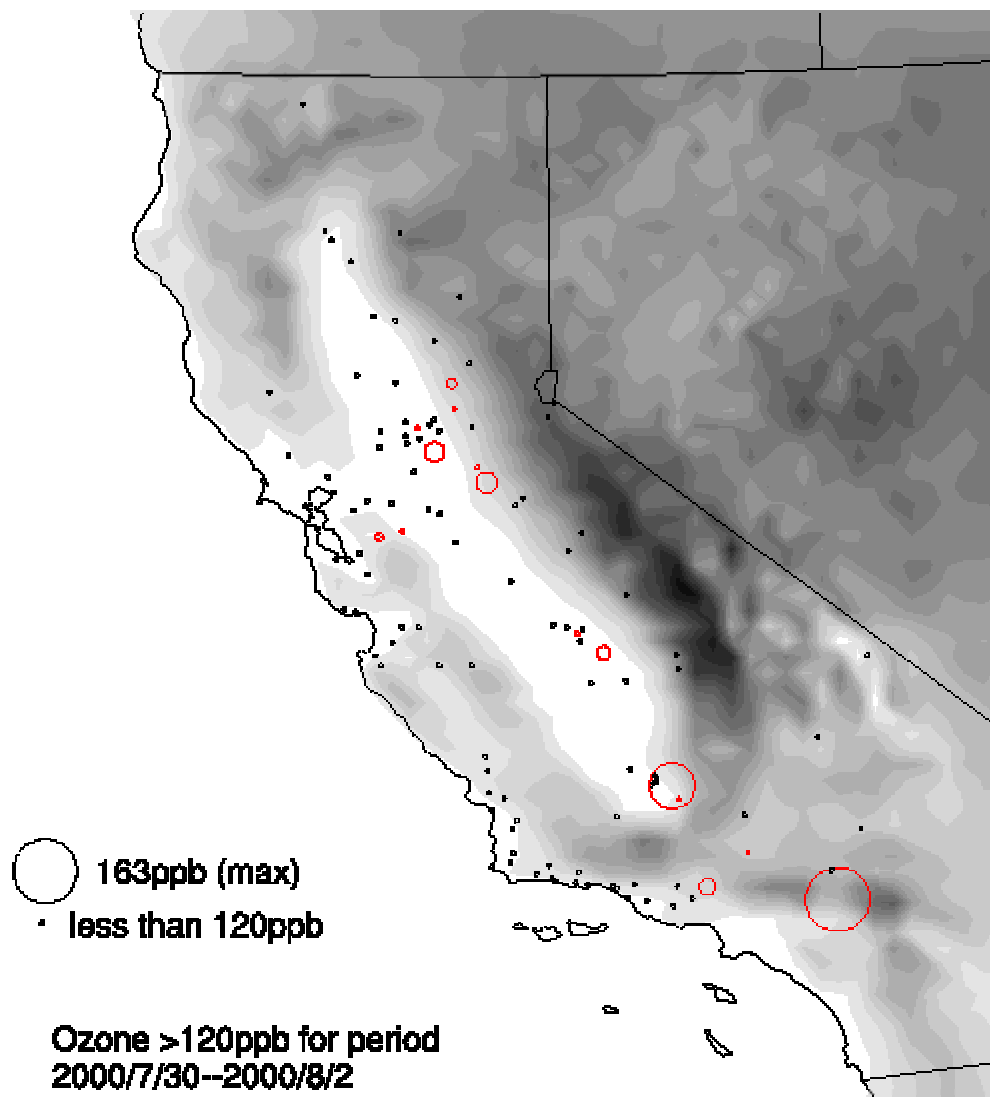 163ppb (max)
less than 120ppb
Ozone >120ppb for period
2000/7/30--2000/8/2